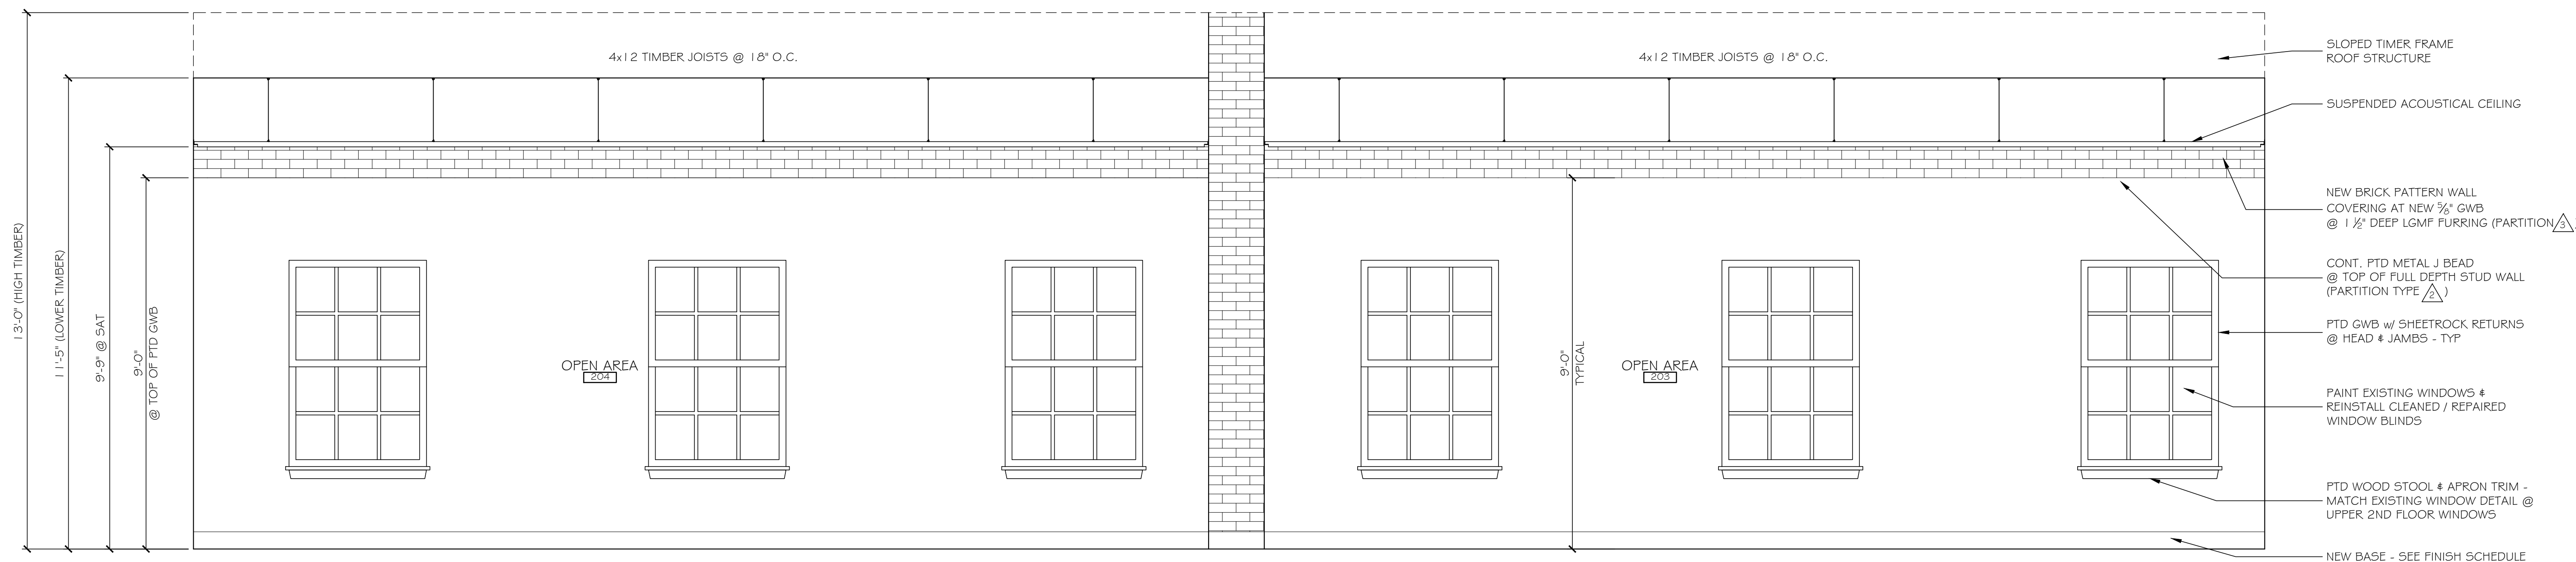 4x12 TIMBER JOISTS @ 18" O.C.
4x12 TIMBER JOISTS @ 18" O.C.
13'-0" (HIGH TIMBER)
11'-5" (LOWER TIMBER)
9'-9" @ SAT
9'-0"
@ TOP OF PTD GWB
OPEN AREA
204
9'-0"
TYPICAL
OPEN AREA
203
SLOPED TIMER FRAME
ROOF STRUCTURE
SUSPENDED ACOUSTICAL CEILING
NEW BRICK PATTERN WALL
COVERING AT NEW 5/8" GWB
@ 1 1/2" DEEP LGMF FURRING (PARTITION 3
CONT. PTD METAL J BEAD
@ TOP OF FULL DEPTH STUD WALL
(PARTITION TYPE 2 )
PTD GWB w/ SHEETROCK RETURNS
@ HEAD & JAMBS - TYP
PAINT EXISTING WINDOWS &
REINSTALL CLEANED / REPAIRED
WINDOW BLINDS
PTD WOOD STOOL & APRON TRIM -
MATCH EXISTING WINDOW DETAIL @
UPPER 2ND FLOOR WINDOWS
NEW BASE - SEE FINISH SCHEDULE